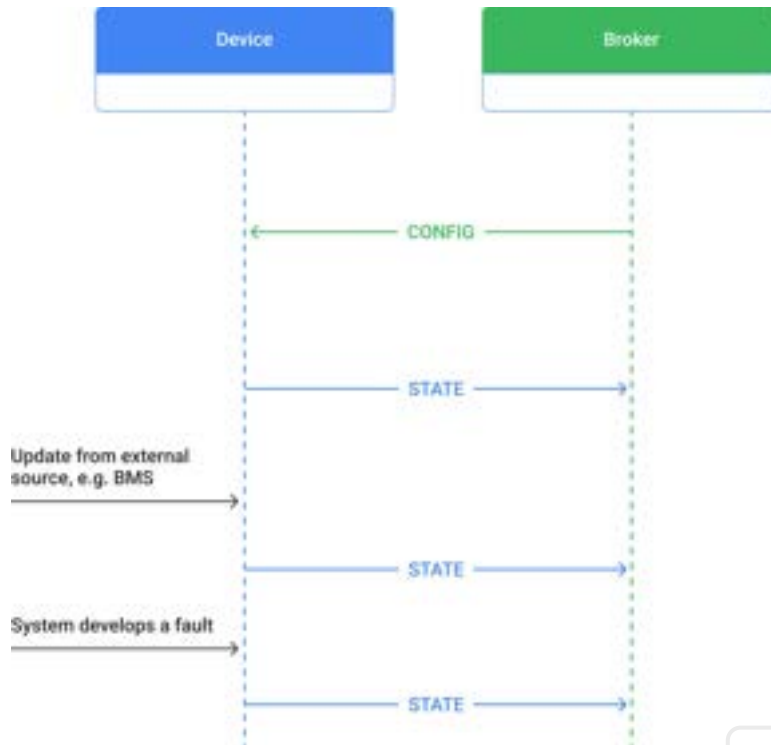 Device
Broker
CONFIG
STATE
Update from external
source, e.g. BMS
STATE
System develops a fault
STATE